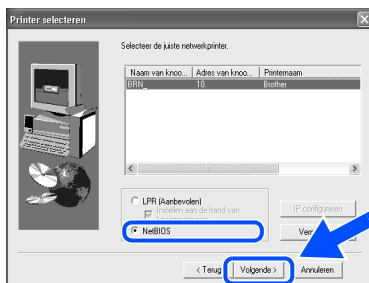 Printer selecteren
Selecteer de juiste netwerkprinter.
Naam van knoo... Adres van knoo... Printernaam
BRN_ 10. Brother
LPR (Aanbevolen)
Instellen aan de hand van
IP configureren
NetBIOS
< Terug Volgende > Annuleren